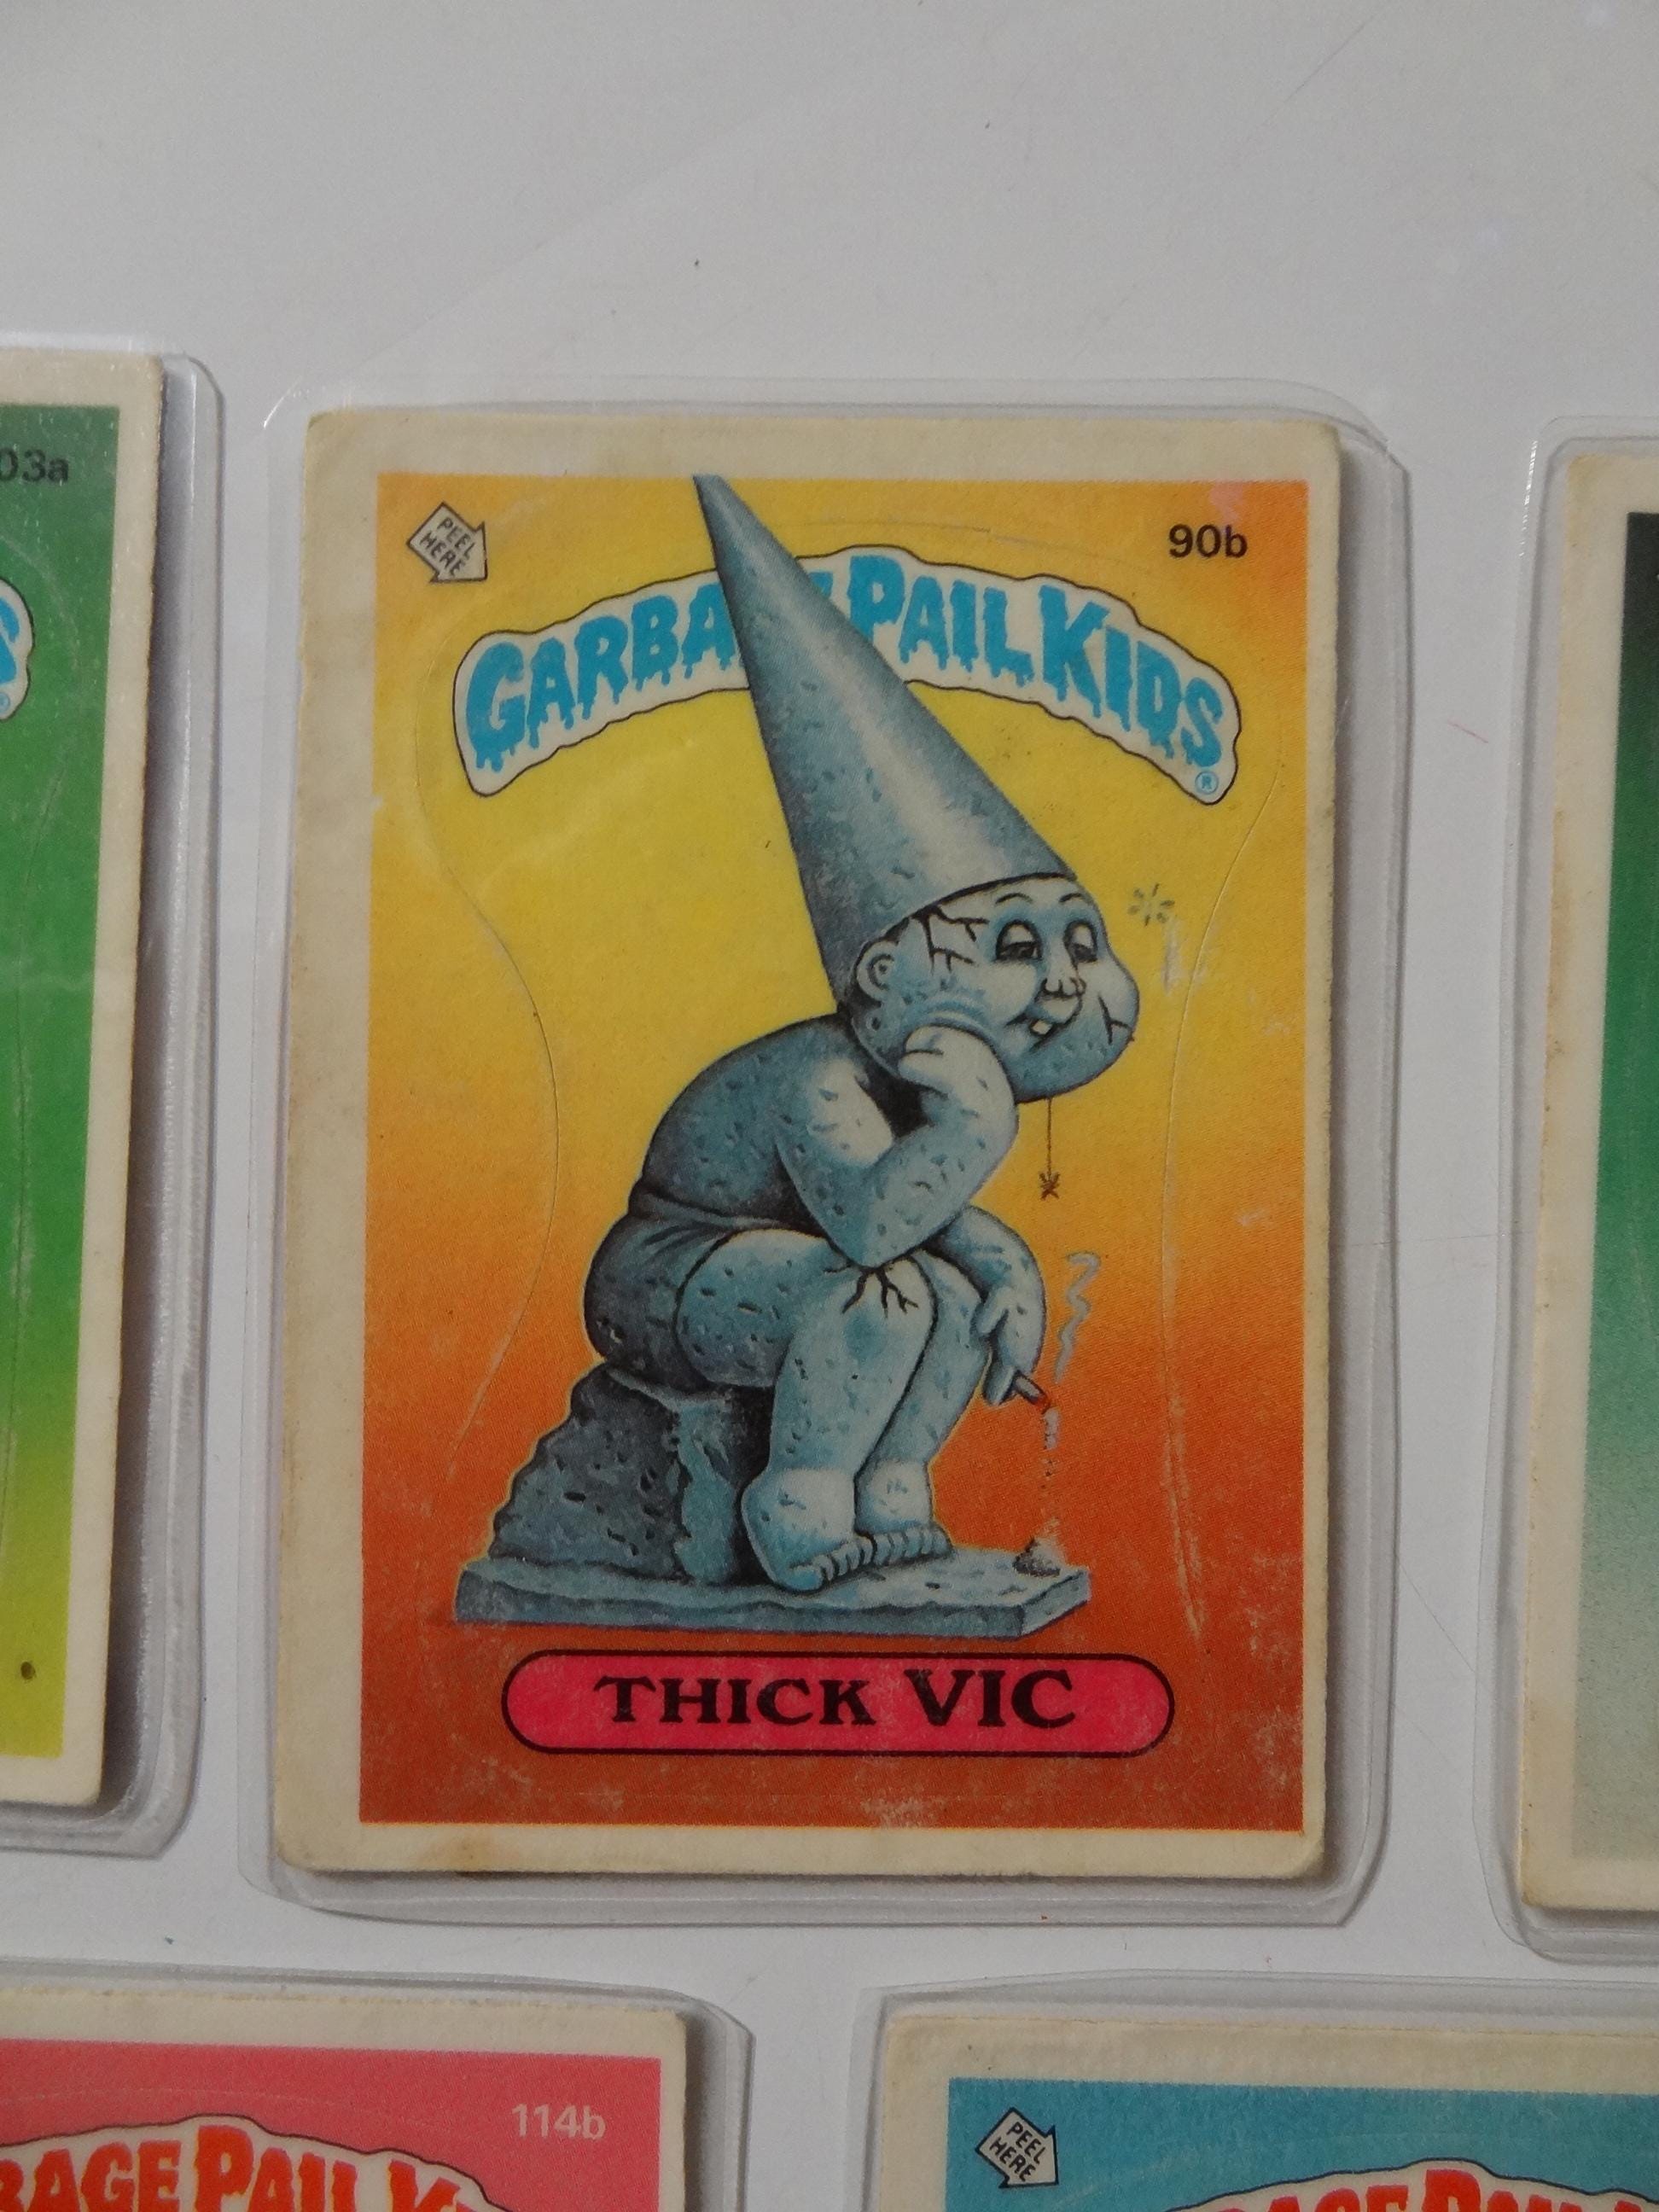 03a
S
®
PEEL
HERE
90b
GARBA PAIL KIDS
®
THICK VIC
114b
BAGE PAIL K
PEEL
HERE